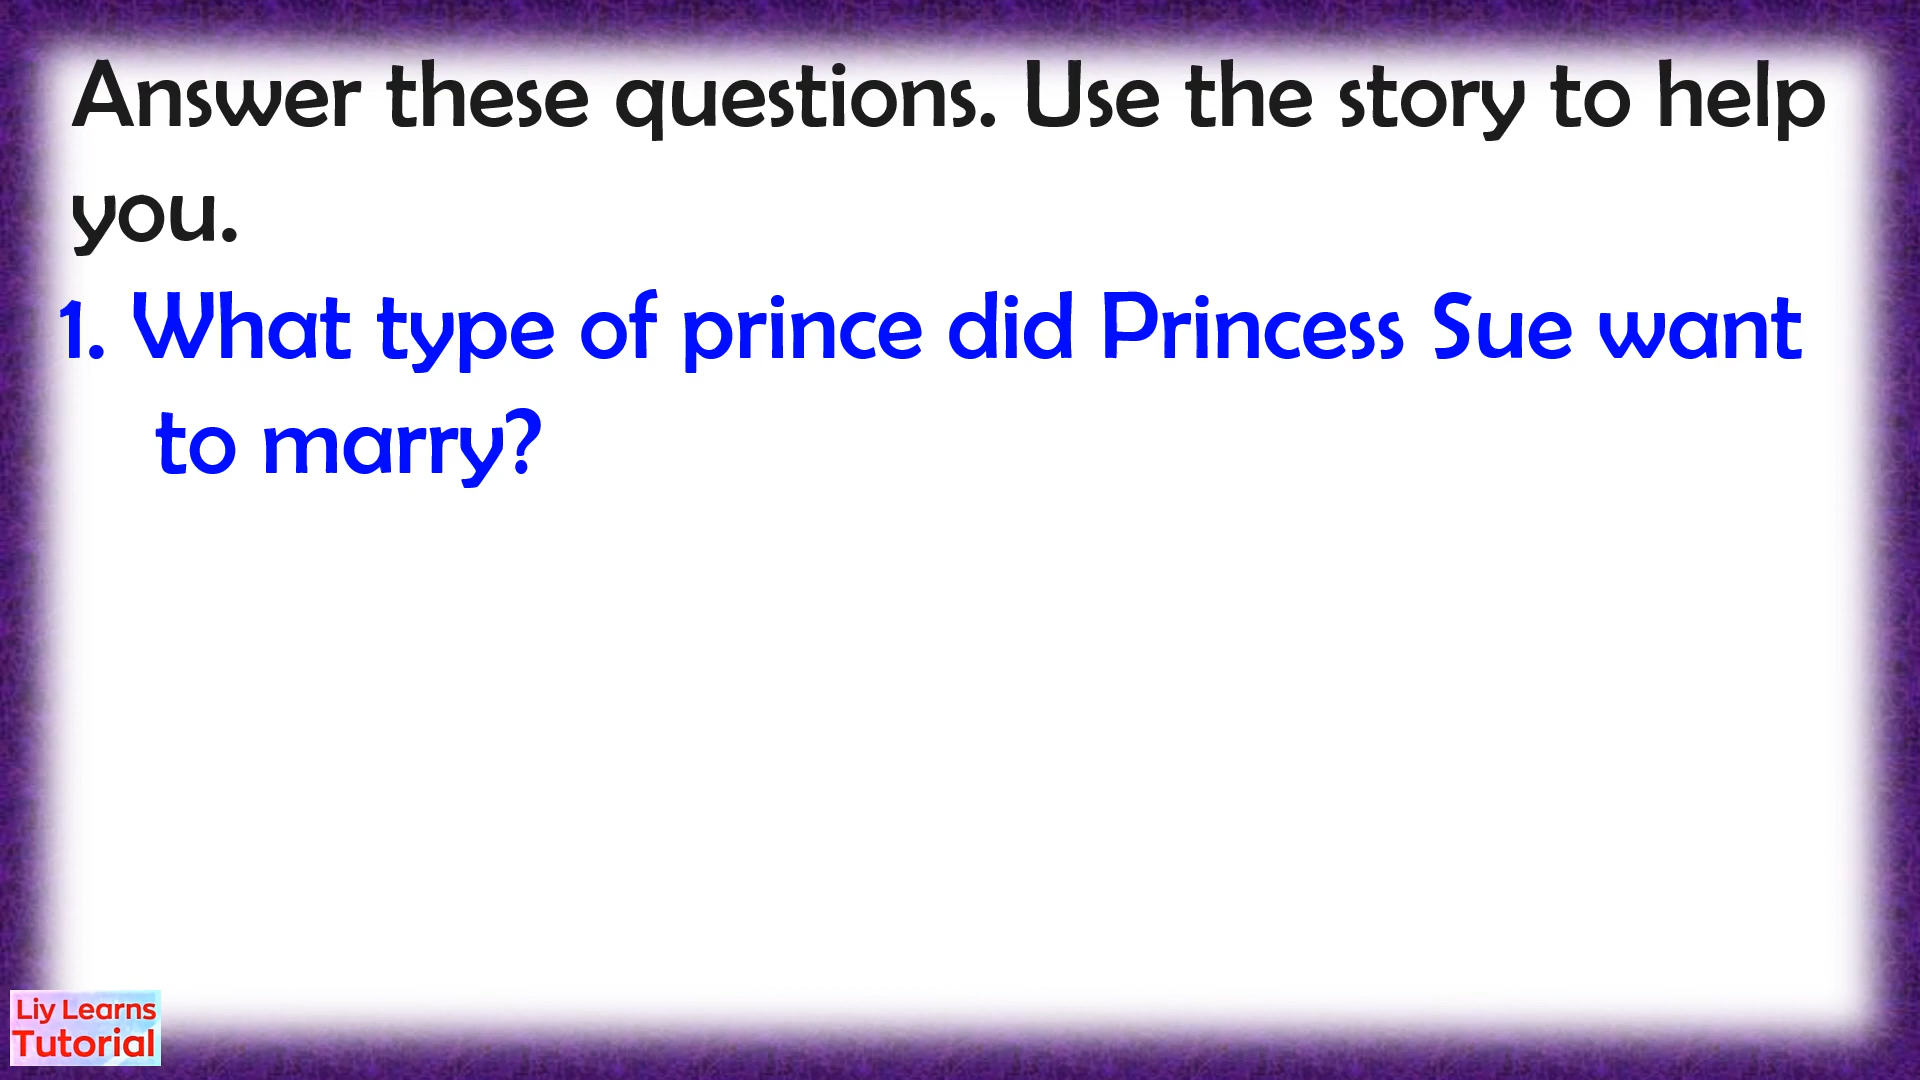 Answer these questions. Use the story to help
you.
1. What type of prince did Princess Sue want
to marry?
Liy Learns
Tutorial